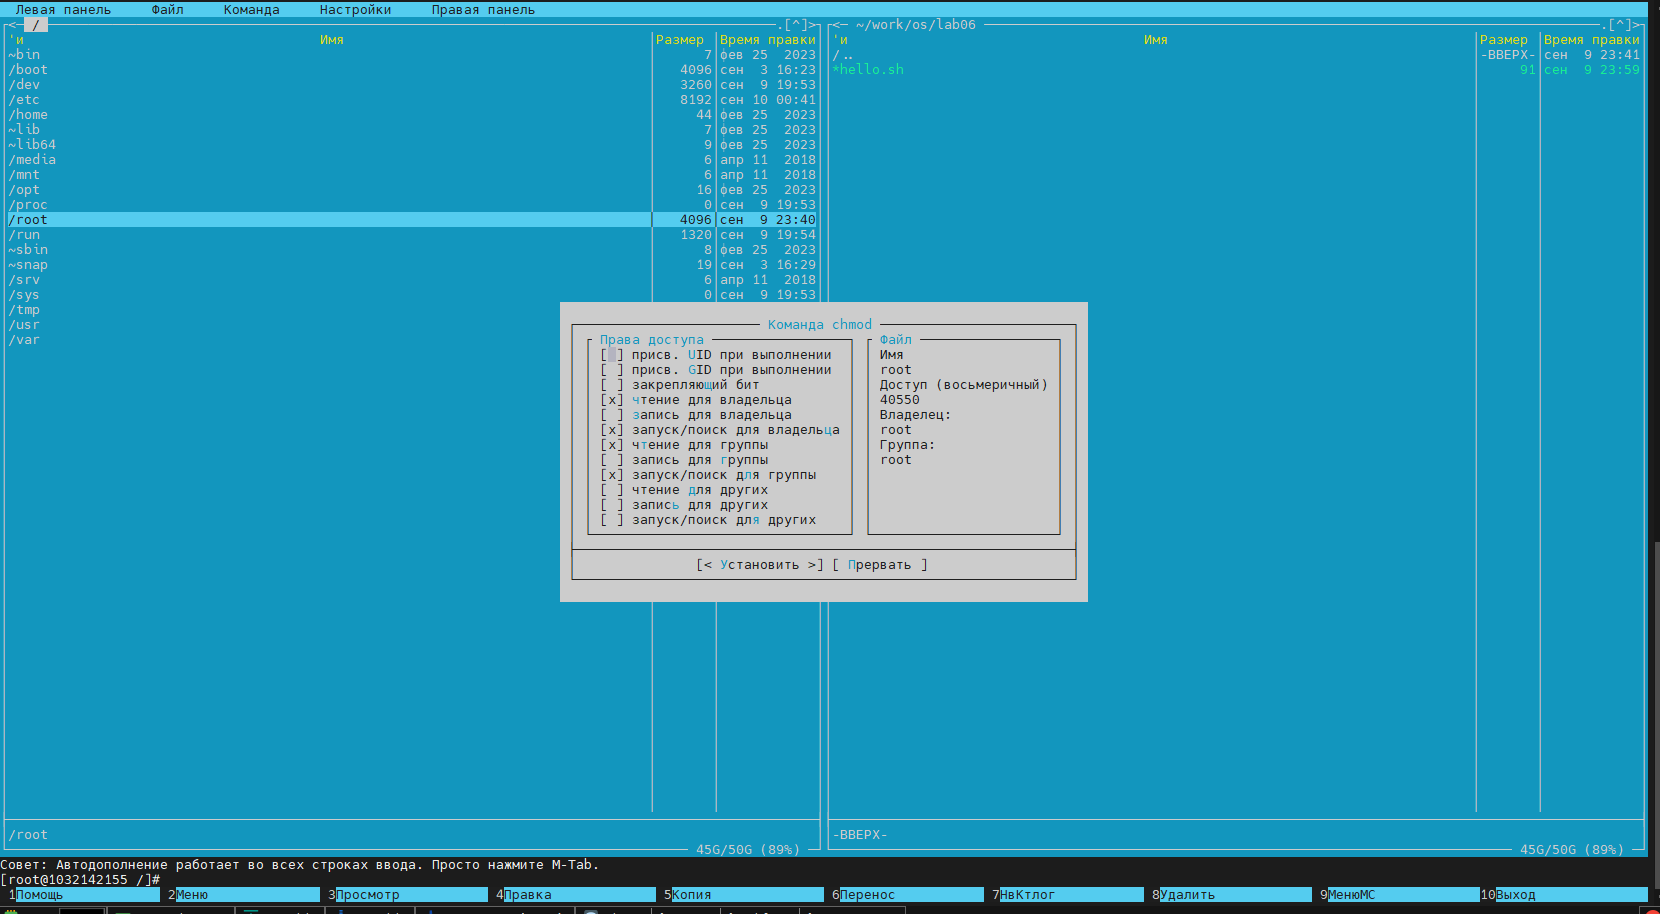 Левая панель Файл Команда Настройки Правая панель
<─ / .[^]> <─ ~/work/os/lab06 .[^]>
'и Имя Размер Время правки 'и Имя Размер Время правки
~bin 7 фев 25 2023 /.. -ВВЕРХ- сен 9 23:41
/boot 4096 сен 3 16:23 *hello.sh 91 сен 9 23:59
/dev 3260 сен 9 19:53
/etc 8192 сен 10 00:41
/home 44 фев 25 2023
~lib 7 фев 25 2023
~lib64 9 фев 25 2023
/media 6 апр 11 2018
/mnt 6 апр 11 2018
/opt 16 фев 25 2023
/proc 0 сен 9 19:53
/root 4096 сен 9 23:40
/run 1320 сен 9 19:54
~sbin 8 фев 25 2023
~snap 19 сен 3 16:29
/srv 6 апр 11 2018
/sys 0 сен 9 19:53
/tmp
/usr
/var
Команда chmod
Права доступа
[ ] присв. UID при выполнении
[ ] присв. GID при выполнении
[ ] закрепляющий бит
[x] чтение для владельца
[ ] запись для владельца
[x] запуск/поиск для владельца
[x] чтение для группы
[ ] запись для группы
[x] запуск/поиск для группы
[ ] чтение для других
[ ] запись для других
[ ] запуск/поиск для других
Файл
Имя
root
Доступ (восьмеричный)
40550
Владелец:
root
Группа:
root
[< Установить >] [ Прервать ]
/root -ВВЕРХ-
45G/50G (89%) 45G/50G (89%)
Совет: Автодополнение работает во всех строках ввода. Просто нажмите M-Tab.
[root@1032142155 /]#
1Помощь 2Меню 3Просмотр 4Правка 5Копия 6Перенос 7НвКтлог 8Удалить 9МенюМС 10Выход